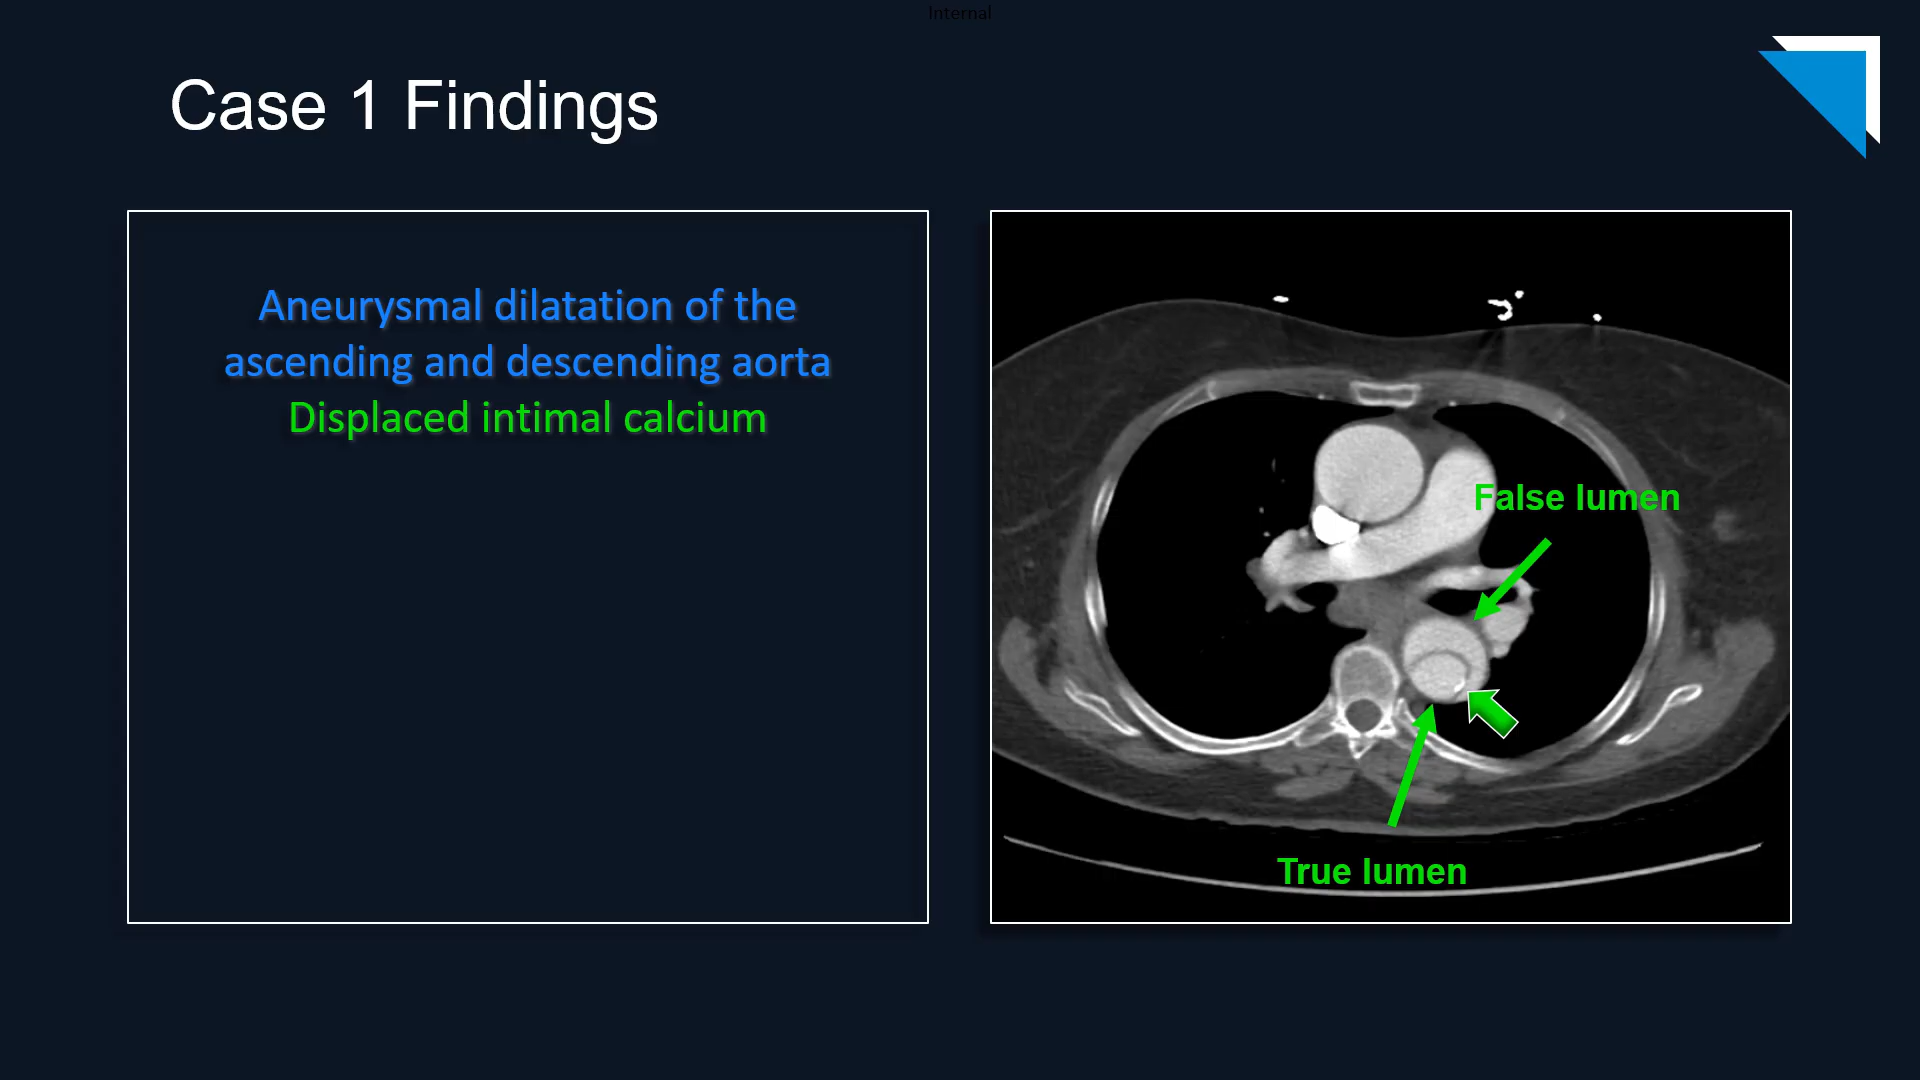 Internal
Case 1 Findings
Aneurysmal dilatation of the
ascending and descending aorta
Displaced intimal calcium
False lumen
True lumen